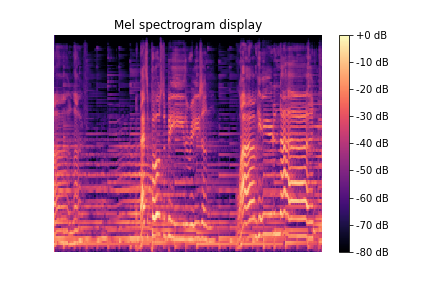 Mel spectrogram display
+0 dB
-10 dB
-20 dB
-30 dB
-40 dB
-50 dB
-60 dB
-70 dB
-80 dB